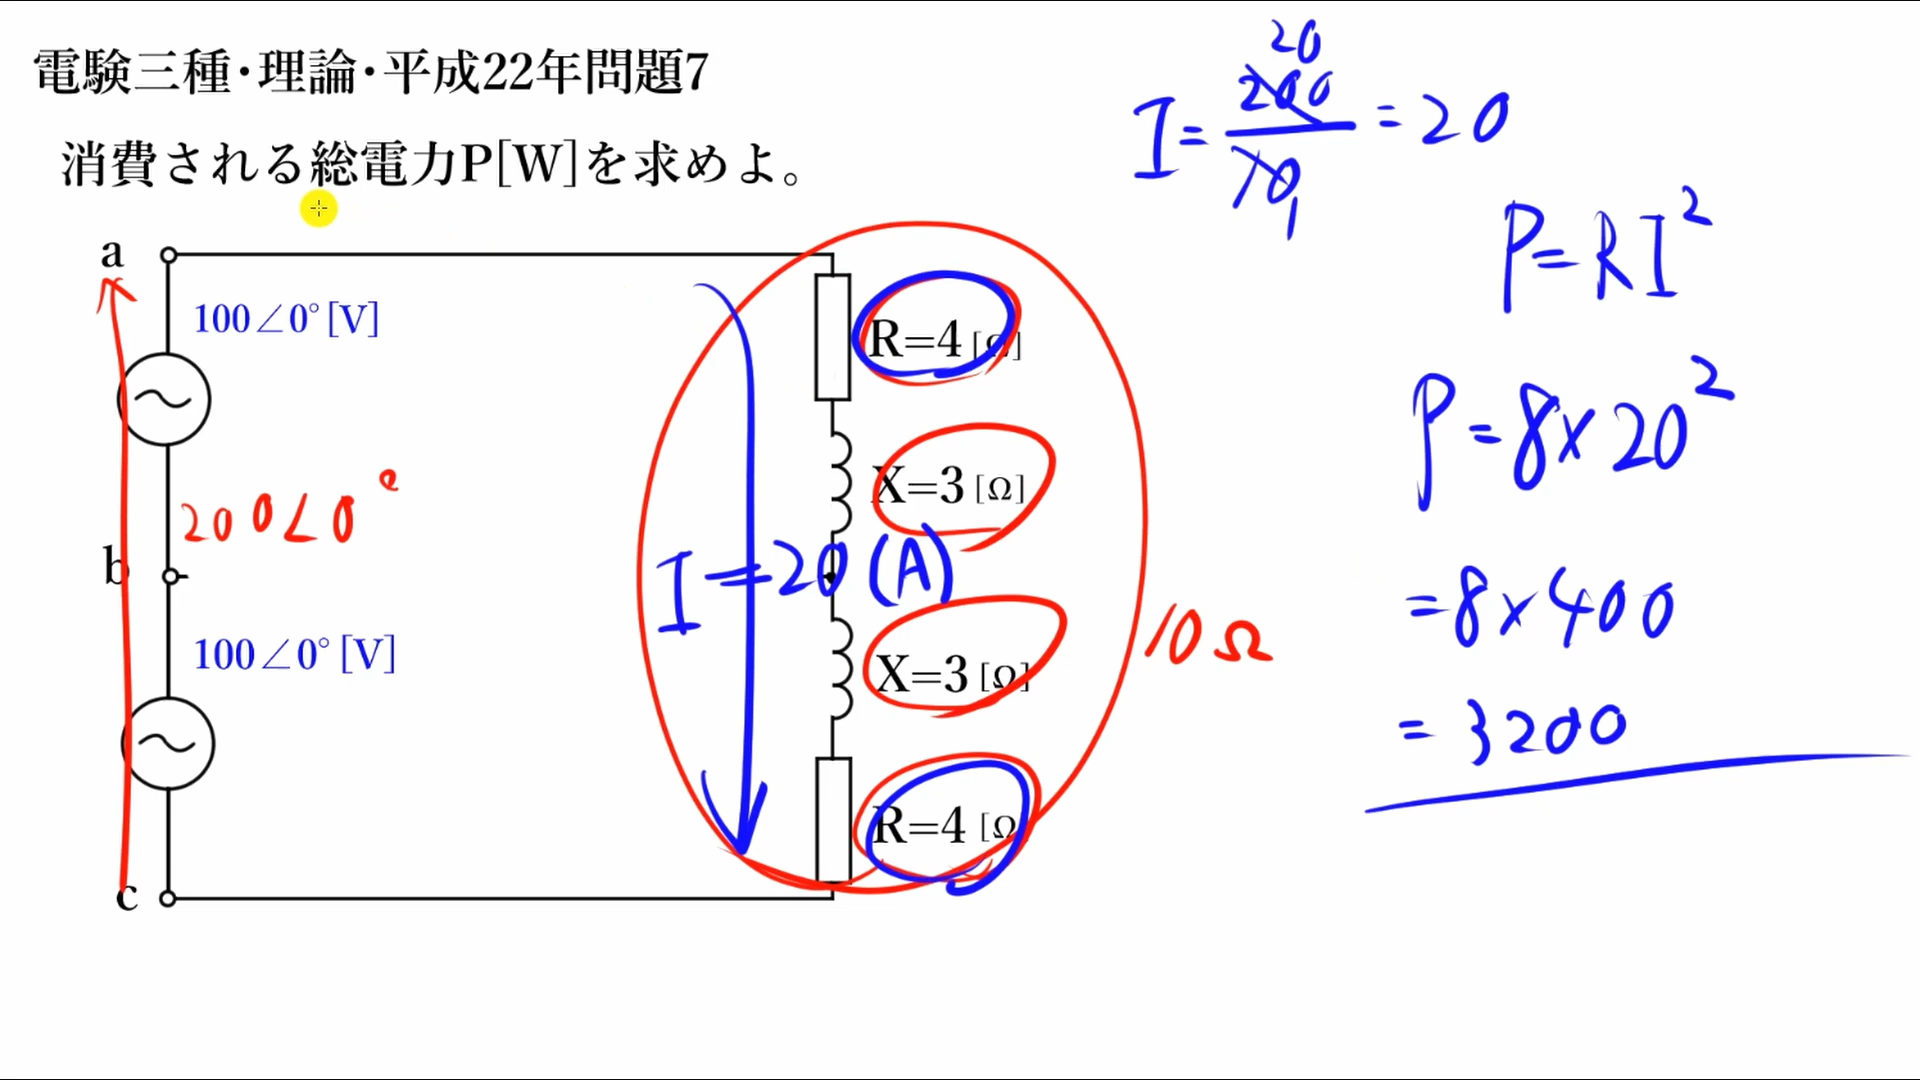 電験三種・理論・平成22年問題7
消費される総電力P[W]を求めよ。
a
100∠0°[V]
200∠0°
b
100∠0°[V]
c
R=4 [Ω]
X=3 [Ω]
I=20(A)
X=3 [Ω]
R=4 [Ω
10Ω
20
I=200/10=20
1
P=RI²
P=8×20²
=8×400
=3200